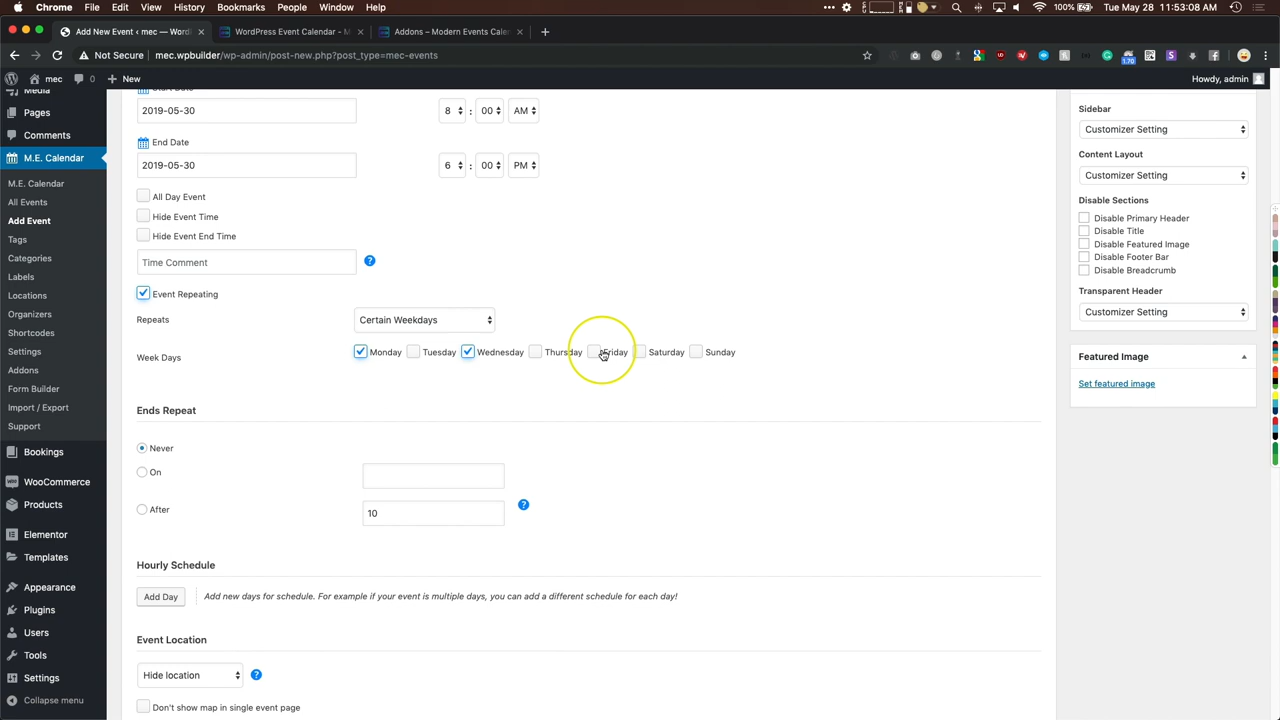 Chrome File Edit View History Bookmarks People Window Help
100% Tue May 28 11:53:08 AM
Add New Event ‹ mec — Word
WordPress Event Calendar - M
Addons – Modern Events Cale
mec.wpbuilder/wp-admin/post-new.php?post_type=mec-events
1.70
mec 0 + New
Howdy, admin
Media
Pages
Comments
M.E. Calendar
M.E. Calendar
All Events
Add Event
Tags
Categories
Labels
Locations
Organizers
Shortcodes
Settings
Addons
Form Builder
Import / Export
Support
Bookings
WooCommerce
Products
Elementor
Templates
Appearance
Plugins
Users
Tools
Settings
Collapse menu
Start Date
2019-05-30 8 : 00 AM
End Date
2019-05-30 6 : 00 PM
All Day Event
Hide Event Time
Hide Event End Time
Time Comment ?
Event Repeating
Repeats Certain Weekdays
Week Days Monday Tuesday Wednesday Thursday Friday Saturday Sunday
Ends Repeat
Never
On
After 10 ?
Hourly Schedule
Add Day Add new days for schedule. For example if your event is multiple days, you can add a different schedule for each day!
Event Location
Hide location ?
Don't show map in single event page
Sidebar
Customizer Setting
Content Layout
Customizer Setting
Disable Sections
Disable Primary Header
Disable Title
Disable Featured Image
Disable Footer Bar
Disable Breadcrumb
Transparent Header
Customizer Setting
Featured Image
Set featured image